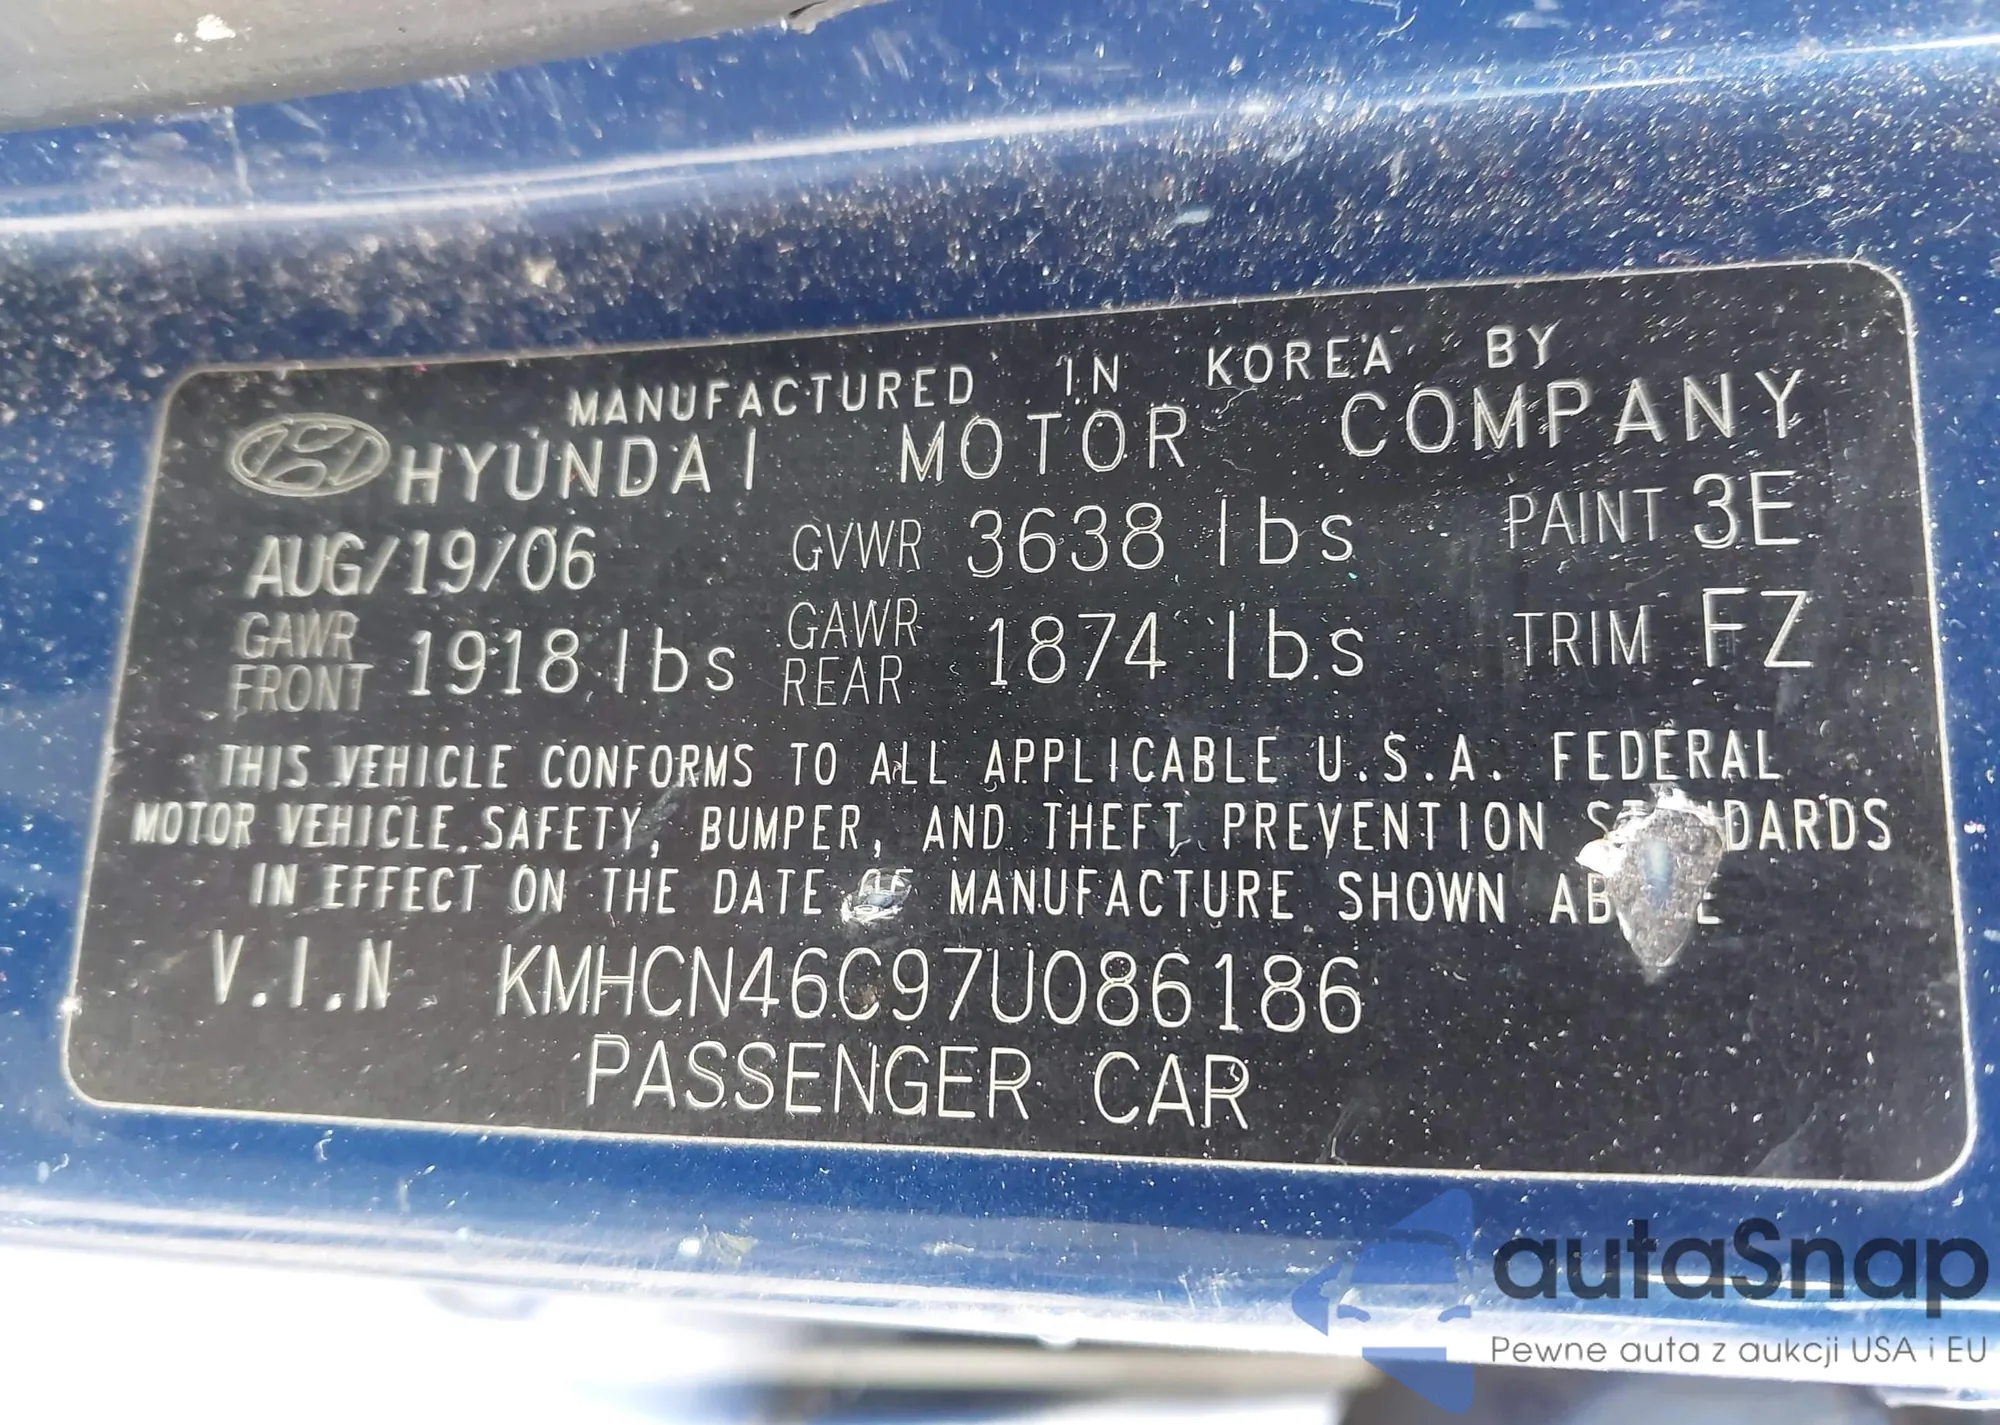 MANUFACTURED IN KOREA BY
HYUNDAI MOTOR COMPANY
AUG/19/06 GVWR 3638 lbs PAINT 3E
GAWR FRONT 1918 lbs GAWR REAR 1874 lbs TRIM FZ
THIS VEHICLE CONFORMS TO ALL APPLICABLE U.S.A. FEDERAL
MOTOR VEHICLE SAFETY, BUMPER, AND THEFT PREVENTION
IN EFFECT ON THE DATE OF MANUFACTURE SHOWN
V.I.N KMHCN46C97U086186
PASSENGER CAR
autaSnap
Pewne auta z aukcji USA i EU